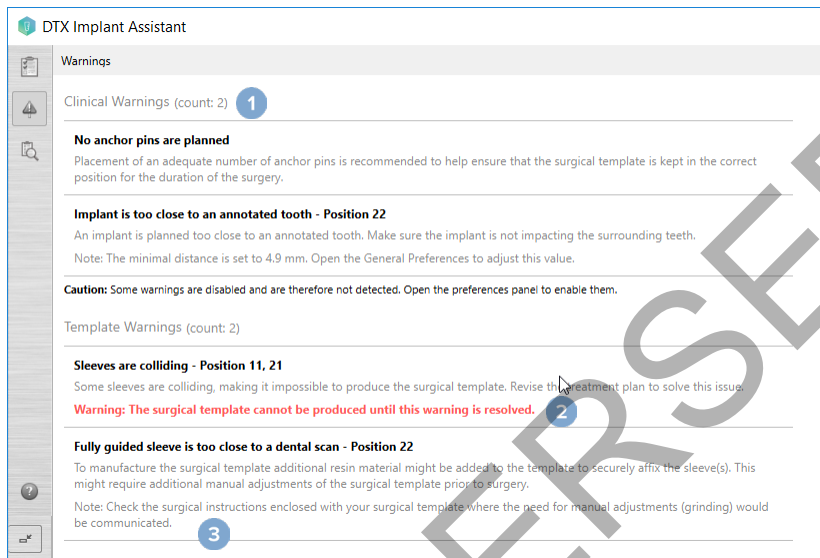 DTX Implant Assistant
Warnings
Clinical Warnings (count: 2) 1
No anchor pins are planned
Placement of an adequate number of anchor pins is recommended to help ensure that the surgical template is kept in the correct
position for the duration of the surgery.
Implant is too close to an annotated tooth - Position 22
An implant is planned too close to an annotated tooth. Make sure the implant is not impacting the surrounding teeth.
Note: The minimal distance is set to 4.9 mm. Open the General Preferences to adjust this value.
Caution: Some warnings are disabled and are therefore not detected. Open the preferences panel to enable them.
Template Warnings (count: 2)
Sleeves are colliding - Position 11, 21
Some sleeves are colliding, making it impossible to produce the surgical template. Revise the treatment plan to solve this issue.
Warning: The surgical template cannot be produced until this warning is resolved. 2
Fully guided sleeve is too close to a dental scan - Position 22
To manufacture the surgical template additional resin material might be added to the template to securely affix the sleeve(s). This
might require additional manual adjustments of the surgical template prior to surgery.
Note: Check the surgical instructions enclosed with your surgical template where the need for manual adjustments (grinding) would
be communicated.
3
?
ERSE